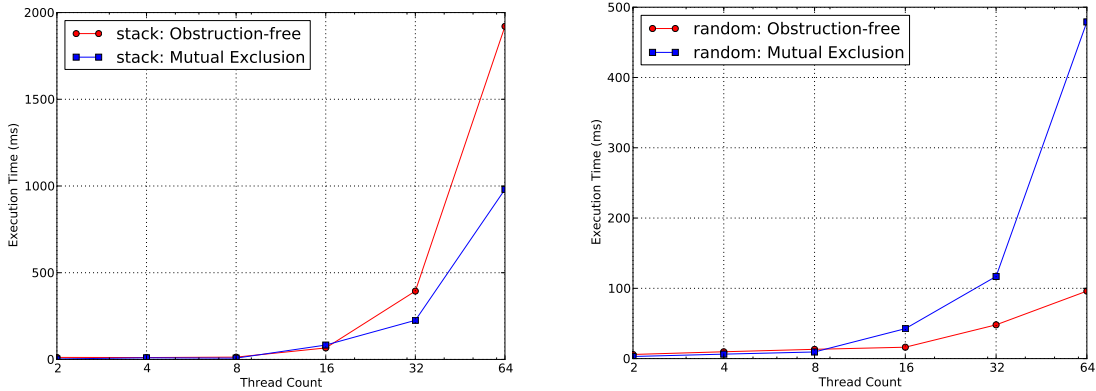 stack: Obstruction-free
stack: Mutual Exclusion
2000
1500
1000
500
0
Execution Time (ms)
2 4 8 16 32 64
Thread Count
random: Obstruction-free
random: Mutual Exclusion
500
400
300
200
100
0
Execution Time (ms)
2 4 8 16 32 64
Thread Count